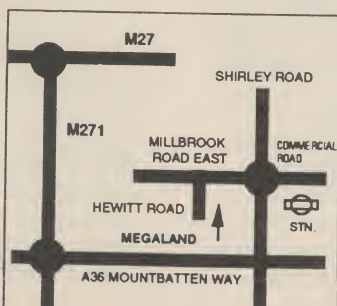 M27
SHIRLEY ROAD
M271
MILLBROOK
ROAD EAST
COMMERCIAL
ROAD
HEWITT ROAD
STN.
MEGALAND
A36 MOUNTBATTEN WAY